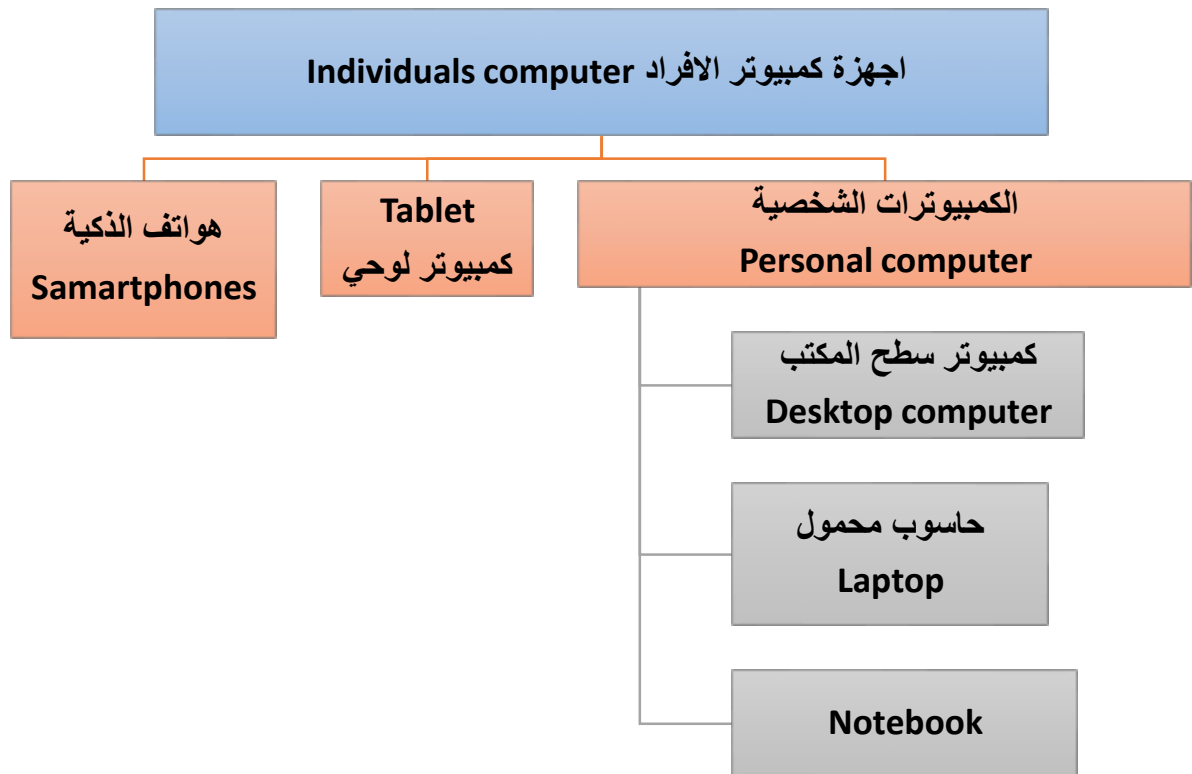 اجهزة كمبيوتر الافراد Individuals computer
الكمبيوترات الشخصية
Personal computer
Tablet
كمبيوتر لوحي
هواتف الذكية
Samartphones
كمبيوتر سطح المكتب
Desktop computer
حاسوب محمول
Laptop
Notebook